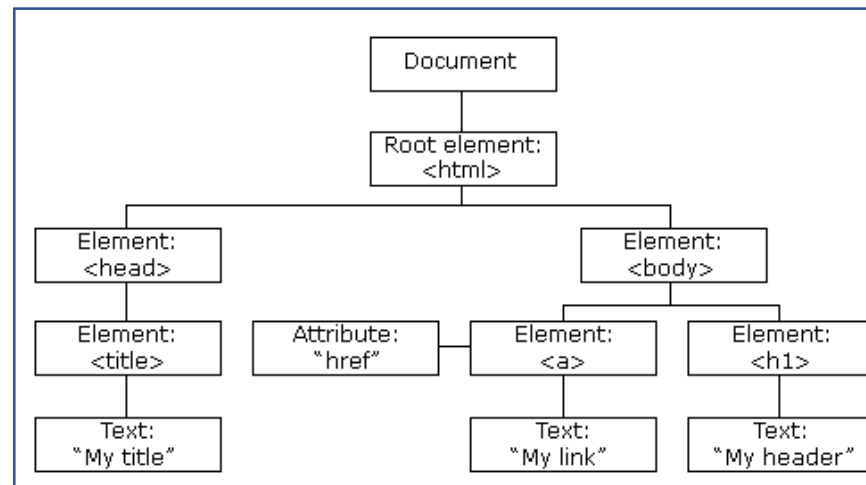 Document
Root element:
<html>
Element:
<head>
Element:
<body>
Element:
<title>
Attribute:
“href”
Element:
<a>
Element:
<h1>
Text:
“My title”
Text:
“My link”
Text:
“My header”